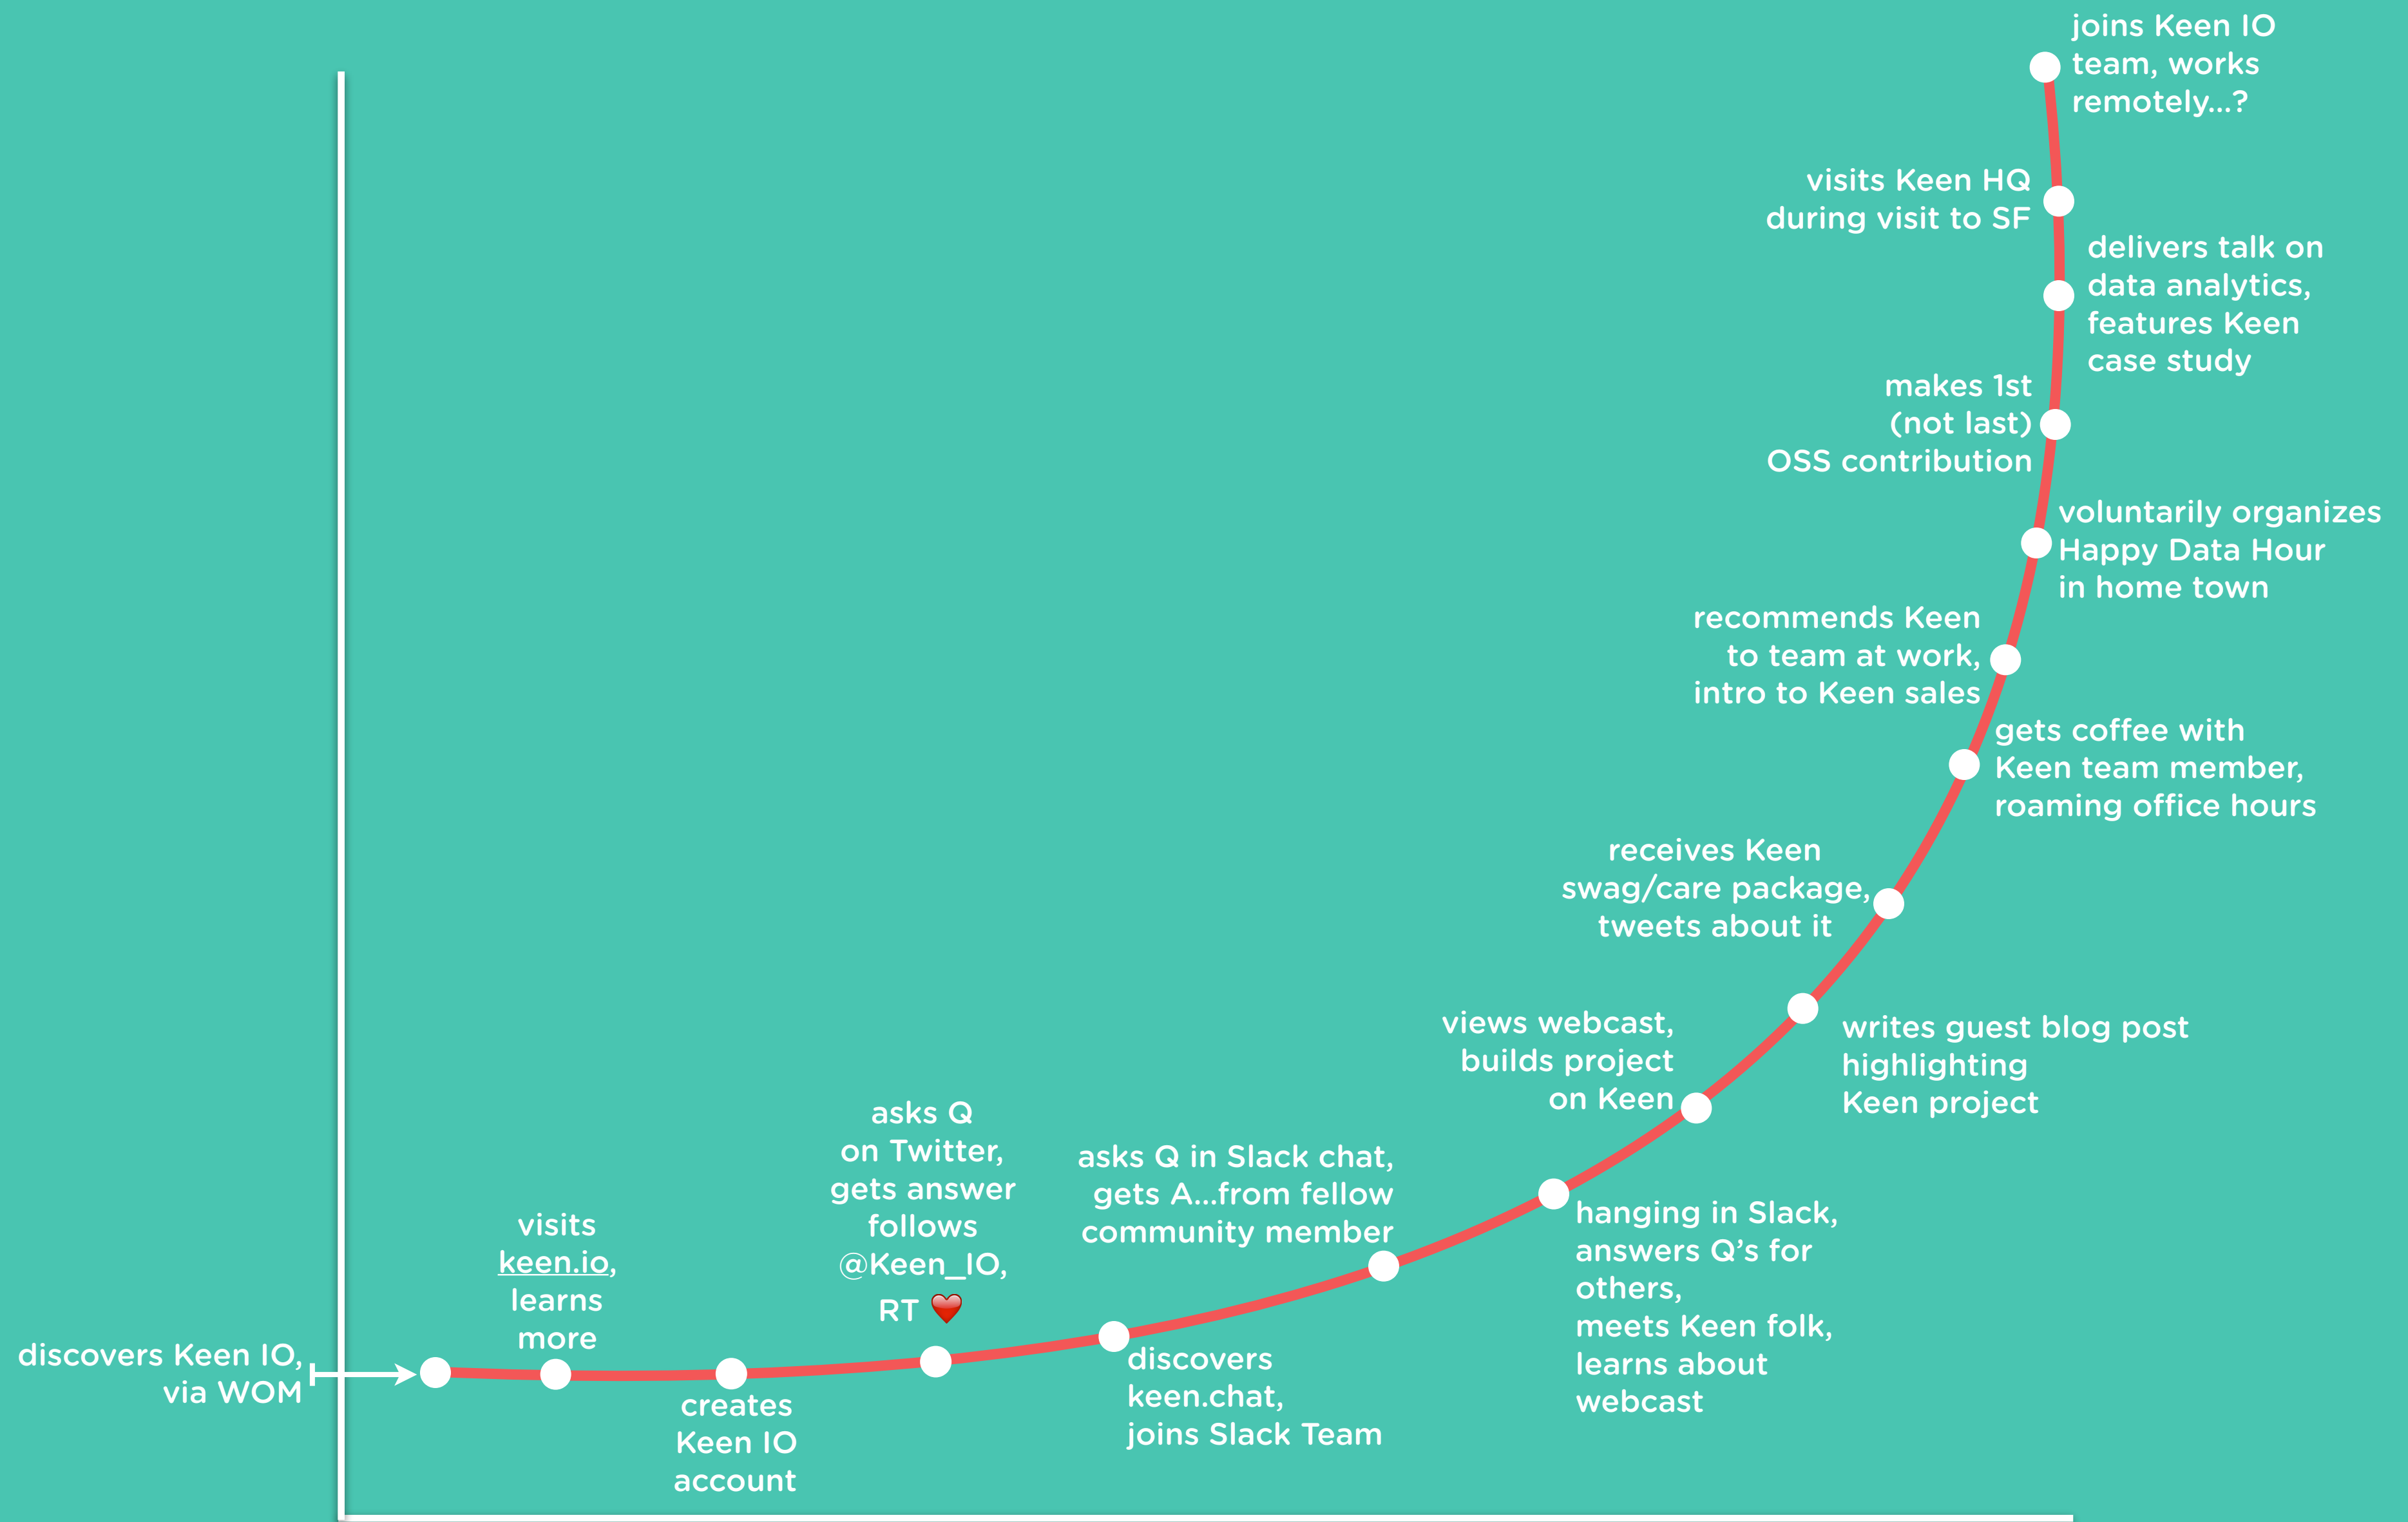 discovers Keen IO,
via WOM
visits
keen.io,
learns
more
creates
Keen IO
account
asks Q
on Twitter,
gets answer
follows
@Keen_IO,
RT ❤️
discovers
keen.chat,
joins Slack Team
asks Q in Slack chat,
gets A...from fellow
community member
hanging in Slack,
answers Q’s for
others,
meets Keen folk,
learns about
webcast
views webcast,
builds project
on Keen
writes guest blog post
highlighting
Keen project
receives Keen
swag/care package,
tweets about it
gets coffee with
Keen team member,
roaming office hours
recommends Keen
to team at work,
intro to Keen sales
voluntarily organizes
Happy Data Hour
in home town
makes 1st
(not last)
OSS contribution
delivers talk on
data analytics,
features Keen
case study
visits Keen HQ
during visit to SF
joins Keen IO
team, works
remotely...?